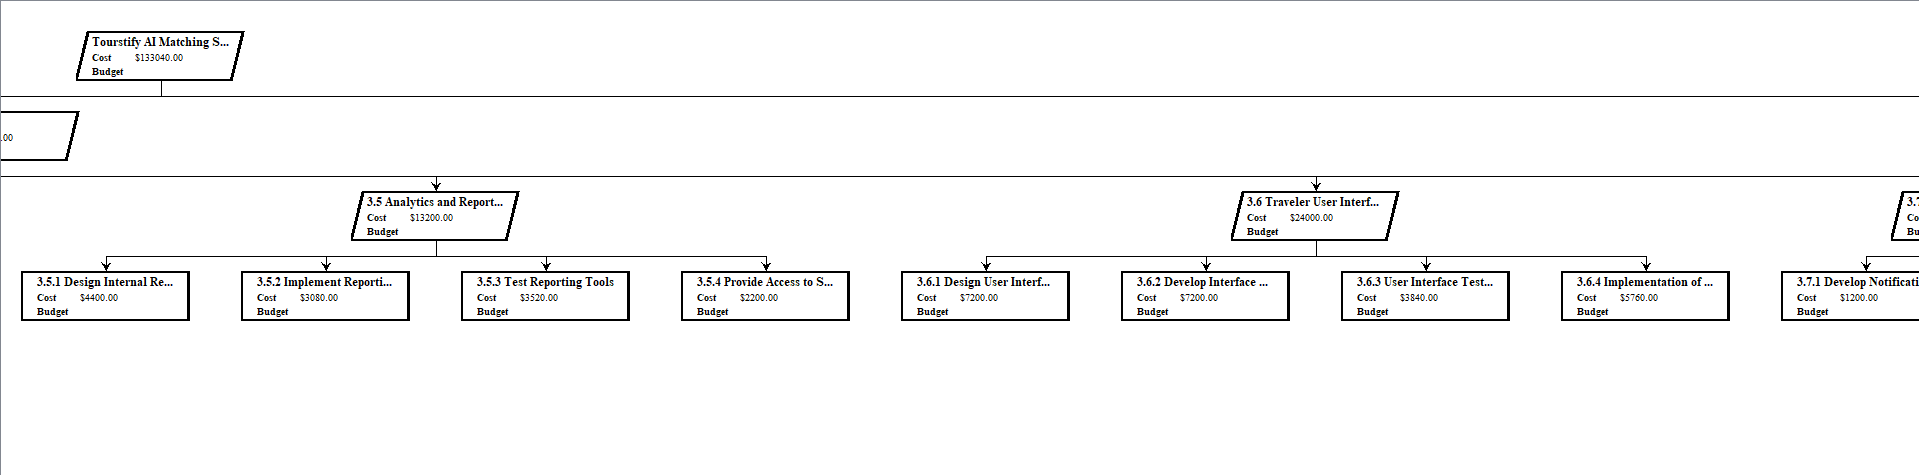 Tourstify AI Matching S...
Cost $133040.00
Budget
.00
3.5 Analytics and Report...
Cost $13200.00
Budget
3.6 Traveler User Interf...
Cost $24000.00
Budget
3.7
Co
Bu
3.5.1 Design Internal Re...
Cost $4400.00
Budget
3.5.2 Implement Reporti...
Cost $3080.00
Budget
3.5.3 Test Reporting Tools
Cost $3520.00
Budget
3.5.4 Provide Access to S...
Cost $2200.00
Budget
3.6.1 Design User Interf...
Cost $7200.00
Budget
3.6.2 Develop Interface ...
Cost $7200.00
Budget
3.6.3 User Interface Test...
Cost $3840.00
Budget
3.6.4 Implementation of ...
Cost $5760.00
Budget
3.7.1 Develop Notificati
Cost $1200.00
Budget